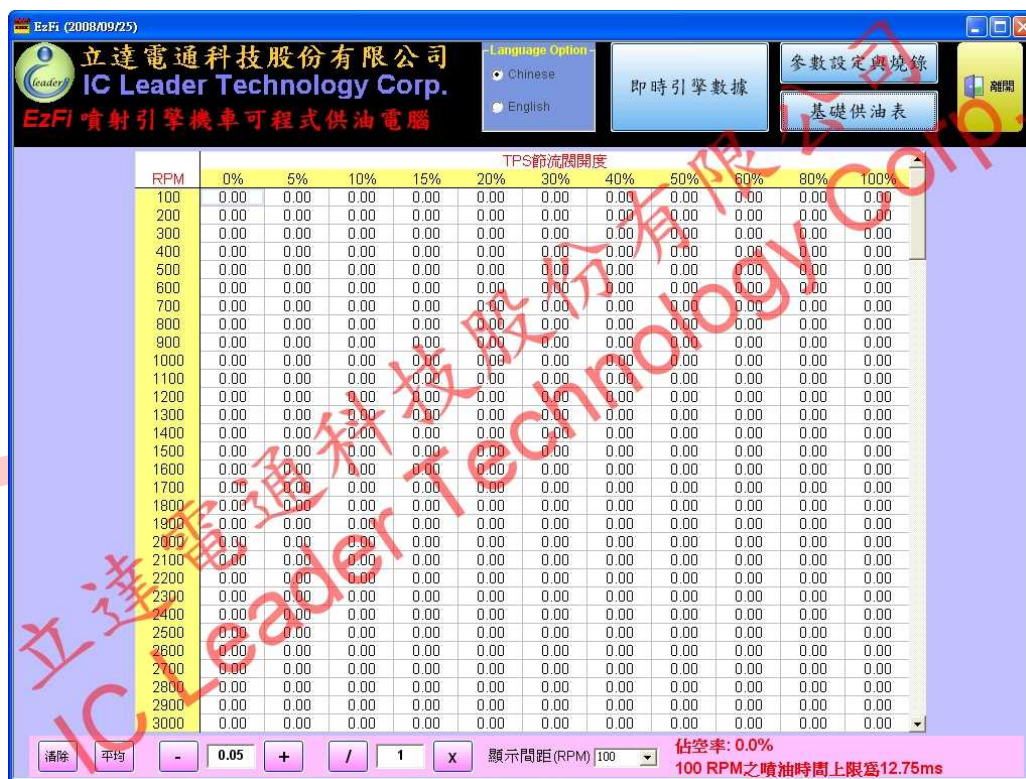 EzFi (2008/09/25)
leader
立達電通科技股份有限公司
IC Leader Technology Corp.
EzFi 噴射引擎機車可程式供油電腦
Language Option
Chinese
English
即時引擎數據
參數設定與燒錄
基礎供油表
離開
TPS節流閥開度
RPM 0% 5% 10% 15% 20% 30% 40% 50% 60% 80% 100%
100 0.00 0.00 0.00 0.00 0.00 0.00 0.00 0.00 0.00 0.00 0.00
200 0.00 0.00 0.00 0.00 0.00 0.00 0.00 0.00 0.00 0.00 0.00
300 0.00 0.00 0.00 0.00 0.00 0.00 0.00 0.00 0.00 0.00 0.00
400 0.00 0.00 0.00 0.00 0.00 0.00 0.00 0.00 0.00 0.00 0.00
500 0.00 0.00 0.00 0.00 0.00 0.00 0.00 0.00 0.00 0.00 0.00
600 0.00 0.00 0.00 0.00 0.00 0.00 0.00 0.00 0.00 0.00 0.00
700 0.00 0.00 0.00 0.00 0.00 0.00 0.00 0.00 0.00 0.00 0.00
800 0.00 0.00 0.00 0.00 0.00 0.00 0.00 0.00 0.00 0.00 0.00
900 0.00 0.00 0.00 0.00 0.00 0.00 0.00 0.00 0.00 0.00 0.00
1000 0.00 0.00 0.00 0.00 0.00 0.00 0.00 0.00 0.00 0.00 0.00
1100 0.00 0.00 0.00 0.00 0.00 0.00 0.00 0.00 0.00 0.00 0.00
1200 0.00 0.00 0.00 0.00 0.00 0.00 0.00 0.00 0.00 0.00 0.00
1300 0.00 0.00 0.00 0.00 0.00 0.00 0.00 0.00 0.00 0.00 0.00
1400 0.00 0.00 0.00 0.00 0.00 0.00 0.00 0.00 0.00 0.00 0.00
1500 0.00 0.00 0.00 0.00 0.00 0.00 0.00 0.00 0.00 0.00 0.00
1600 0.00 0.00 0.00 0.00 0.00 0.00 0.00 0.00 0.00 0.00 0.00
1700 0.00 0.00 0.00 0.00 0.00 0.00 0.00 0.00 0.00 0.00 0.00
1800 0.00 0.00 0.00 0.00 0.00 0.00 0.00 0.00 0.00 0.00 0.00
1900 0.00 0.00 0.00 0.00 0.00 0.00 0.00 0.00 0.00 0.00 0.00
2000 0.00 0.00 0.00 0.00 0.00 0.00 0.00 0.00 0.00 0.00 0.00
2100 0.00 0.00 0.00 0.00 0.00 0.00 0.00 0.00 0.00 0.00 0.00
2200 0.00 0.00 0.00 0.00 0.00 0.00 0.00 0.00 0.00 0.00 0.00
2300 0.00 0.00 0.00 0.00 0.00 0.00 0.00 0.00 0.00 0.00 0.00
2400 0.00 0.00 0.00 0.00 0.00 0.00 0.00 0.00 0.00 0.00 0.00
2500 0.00 0.00 0.00 0.00 0.00 0.00 0.00 0.00 0.00 0.00 0.00
2600 0.00 0.00 0.00 0.00 0.00 0.00 0.00 0.00 0.00 0.00 0.00
2700 0.00 0.00 0.00 0.00 0.00 0.00 0.00 0.00 0.00 0.00 0.00
2800 0.00 0.00 0.00 0.00 0.00 0.00 0.00 0.00 0.00 0.00 0.00
2900 0.00 0.00 0.00 0.00 0.00 0.00 0.00 0.00 0.00 0.00 0.00
3000 0.00 0.00 0.00 0.00 0.00 0.00 0.00 0.00 0.00 0.00 0.00
立達電通科技股份有限公司
IC Leader Technology Corp.
清除 平均 - 0.05 + / 1 x 顯示間距(RPM) 100
佔空率: 0.0%
100 RPM之噴油時間上限為12.75ms